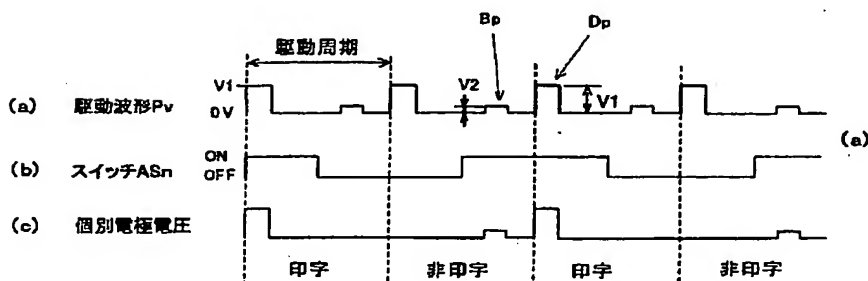 Bp
Dp
駆動周期
V1
V2
V1
(a) 駆動波形Pv
0V
(a)
(b) スイッチASn
ON
OFF
(c) 個別電極電圧
印字
非印字
印字
非印字